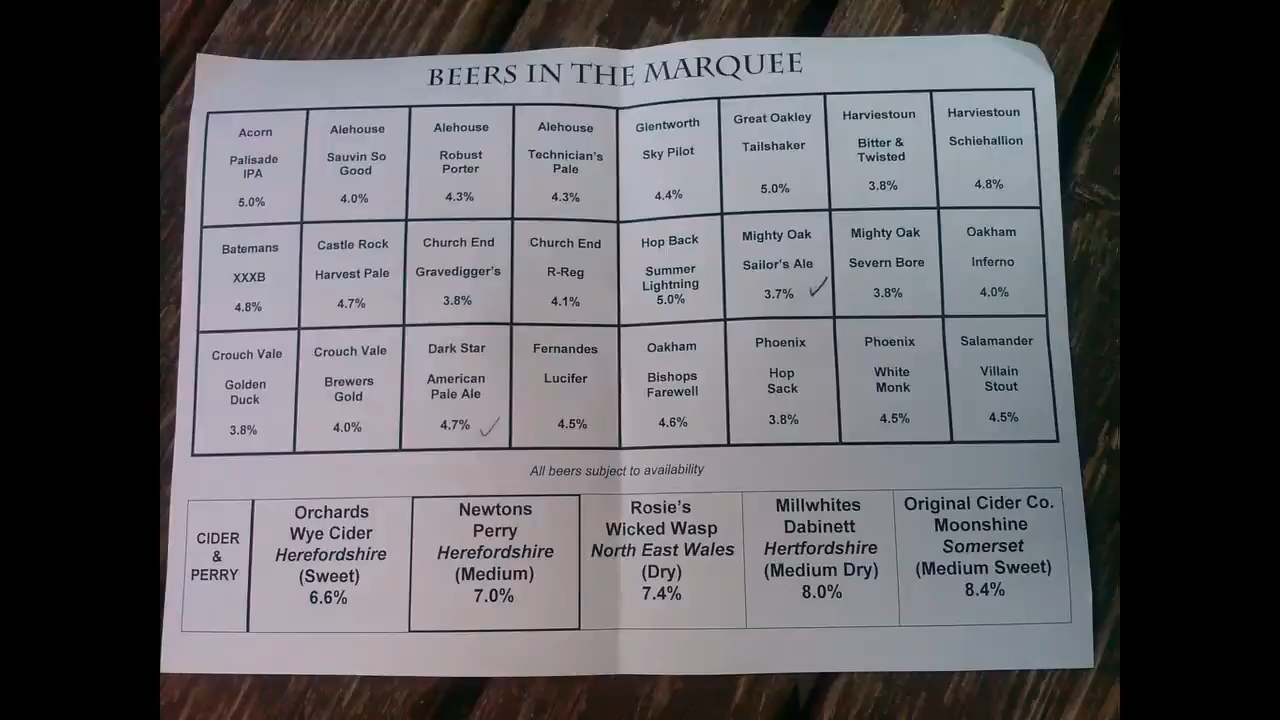 BEERS IN THE MARQUEE
Acorn
Palisade
IPA
5.0%
Alehouse
Sauvin So
Good
4.0%
Alehouse
Robust
Porter
4.3%
Alehouse
Technician's
Pale
4.3%
Glentworth
Sky Pilot
4.4%
Great Oakley
Tailshaker
5.0%
Harviestoun
Bitter &
Twisted
3.8%
Harviestoun
Schiehallion
4.8%
Batemans
XXXB
4.8%
Castle Rock
Harvest Pale
4.7%
Church End
Gravedigger's
3.8%
Church End
R-Reg
4.1%
Hop Back
Summer
Lightning
5.0%
Mighty Oak
Sailor's Ale
3.7%
Mighty Oak
Severn Bore
3.8%
Oakham
Inferno
4.0%
Crouch Vale
Golden
Duck
3.8%
Crouch Vale
Brewers
Gold
4.0%
Dark Star
American
Pale Ale
4.7%
Fernandes
Lucifer
4.5%
Oakham
Bishops
Farewell
4.6%
Phoenix
Hop
Sack
3.8%
Phoenix
White
Monk
4.5%
Salamander
Villain
Stout
4.5%
All beers subject to availability
CIDER
&
PERRY
Orchards
Wye Cider
Herefordshire
(Sweet)
6.6%
Newtons
Perry
Herefordshire
(Medium)
7.0%
Rosie's
Wicked Wasp
North East Wales
(Dry)
7.4%
Millwhites
Dabinett
Hertfordshire
(Medium Dry)
8.0%
Original Cider Co.
Moonshine
Somerset
(Medium Sweet)
8.4%